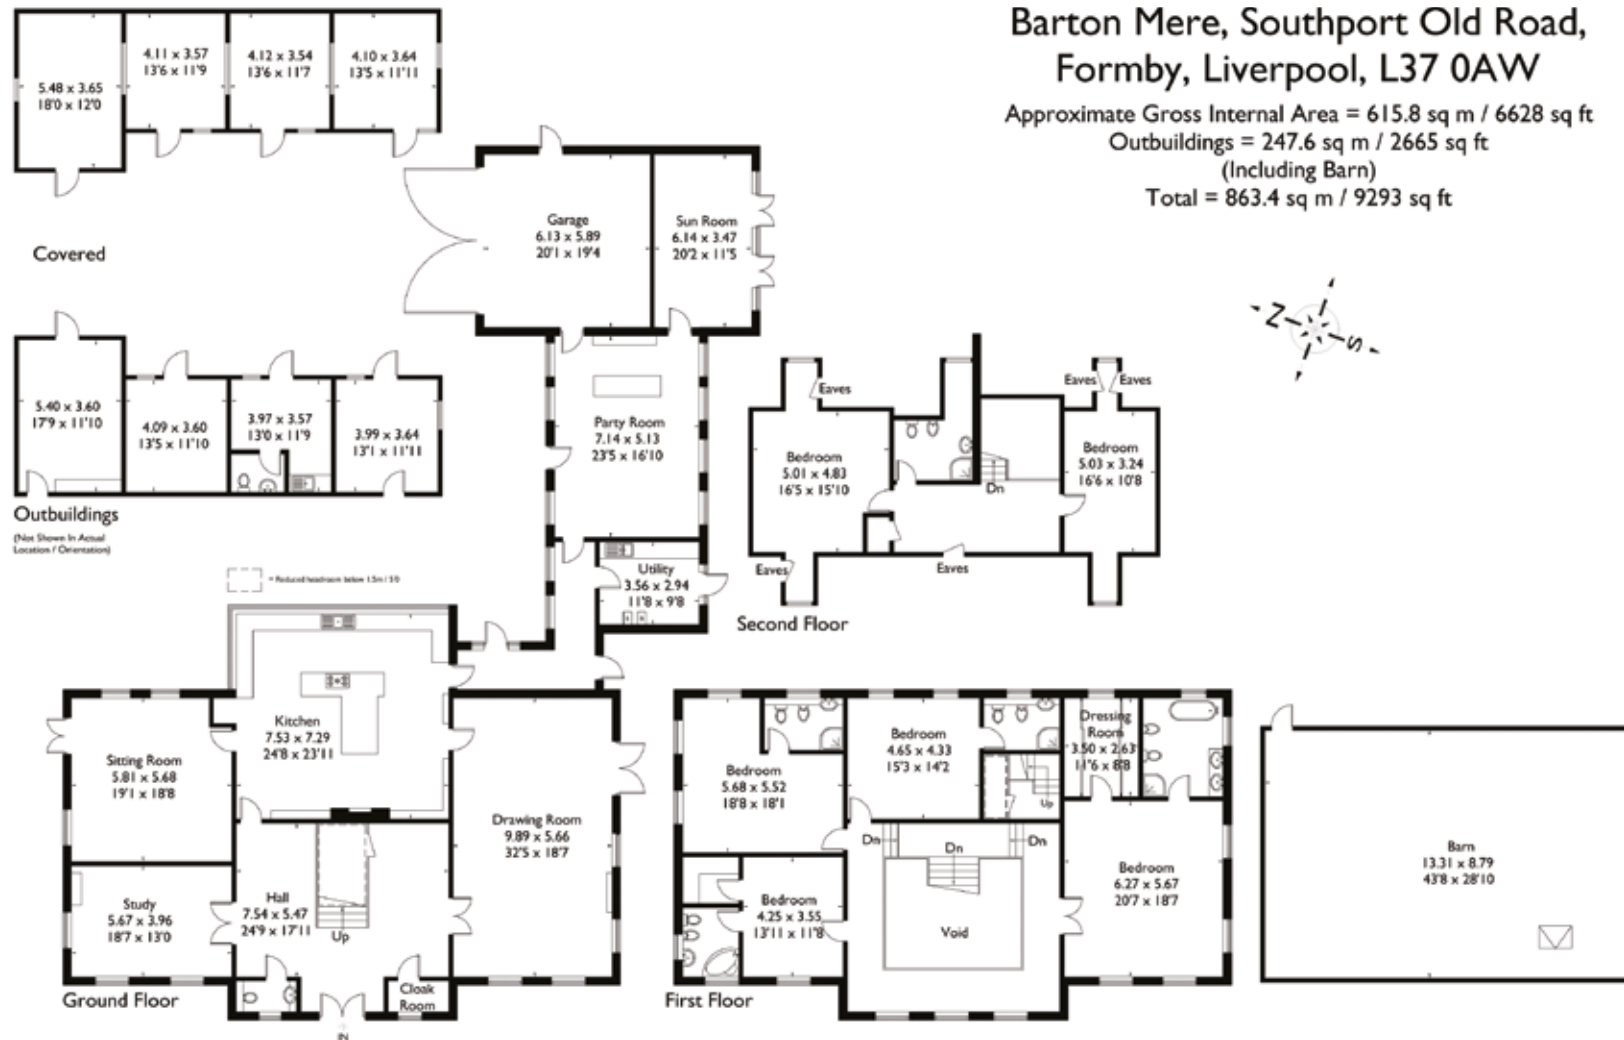 Barton Mere, Southport Old Road,
Formby, Liverpool, L37 0AW
Approximate Gross Internal Area = 615.8 sq m / 6628 sq ft
Outbuildings = 247.6 sq m / 2665 sq ft
(Including Barn)
Total = 863.4 sq m / 9293 sq ft
5.48 x 3.65
18'0 x 12'0
4.11 x 3.57
13'6 x 11'9
4.12 x 3.54
13'6 x 11'7
4.10 x 3.64
13'5 x 11'11
Covered
5.40 x 3.60
17'9 x 11'10
4.09 x 3.60
13'5 x 11'10
3.97 x 3.57
13'0 x 11'9
3.99 x 3.64
13'1 x 11'11
Outbuildings
(Not Shown In Actual
Location / Orientation)
= Reduced headroom below 1.5m / 5'0
Garage
6.13 x 5.89
20'1 x 19'4
Sun Room
6.14 x 3.47
20'2 x 11'5
Party Room
7.14 x 5.13
23'5 x 16'10
Utility
3.56 x 2.94
11'8 x 9'8
N
S
Eaves
Eaves
Eaves
Bedroom
5.01 x 4.83
16'5 x 15'10
Dn
Bedroom
5.03 x 3.24
16'6 x 10'8
Eaves
Eaves
Second Floor
Kitchen
7.53 x 7.29
24'8 x 23'11
Sitting Room
5.81 x 5.68
19'1 x 18'8
Drawing Room
9.89 x 5.66
32'5 x 18'7
Study
5.67 x 3.96
18'7 x 13'0
Hall
7.54 x 5.47
24'9 x 17'11
Up
Cloak
Room
IN
Ground Floor
Bedroom
5.68 x 5.52
18'8 x 18'1
Bedroom
4.65 x 4.33
15'3 x 14'2
Dressing
Room
3.50 x 2.63
11'6 x 8'8
Up
Dn
Dn
Dn
Bedroom
4.25 x 3.55
13'11 x 11'8
Void
Bedroom
6.27 x 5.67
20'7 x 18'7
First Floor
Barn
13.31 x 8.79
43'8 x 28'10